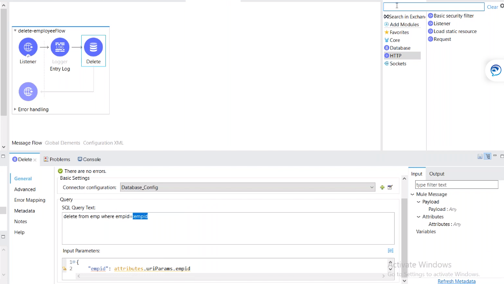 delete-employeeFlow
Listener
Logger
Delete
Entry Log
Error handling
Message Flow Global Elements Configuration XML
Clear
Search in Exchan
Add Modules
Favorites
Core
Database
HTTP
Sockets
Basic security filter
Listener
Load static resource
Request
Delete Problems Console
There are no errors.
General
Advanced
Error Mapping
Metadata
Notes
Help
Basic Settings
Connector configuration: Database_Config
Query
SQL Query Text:
delete from emp where empid=:empid
Input Parameters:
1 {
2 "empid": attributes.uriParams.empid
Input Output
type filter text
Mule Message
Payload
Payload : Any
Attributes
Attributes : Any
Variables
Activate Windows
Go to Settings to activate Windows.
Refresh Metadata